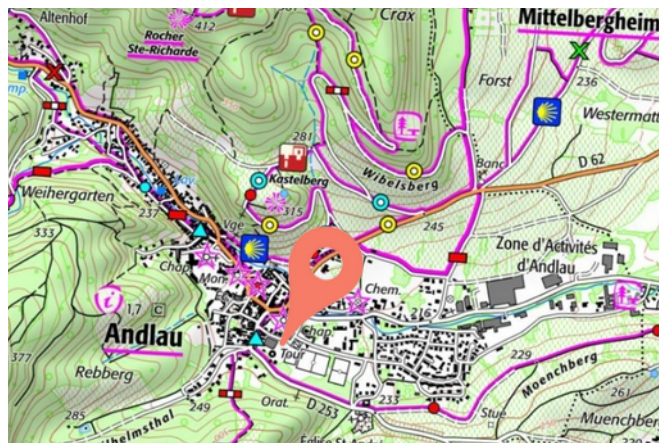 Altenhof
412
Rocher
Ste-Richarde
Crax
Mittelbergheim
236
Forst
Westermatt
281
Kastelberg
Wibelsberg
Banc
D 62
Weihergarten
237
315
333
Vge
245
Zone d'Activités
d'Andlau
Chap.
Mon.
Chem.
216
i
1,7
C
Andlau
Chap.
Tour
377
Rebberg
229
Moenchberg
261
Orat.
D 253
233
Stue
Muenchber
285
249
220